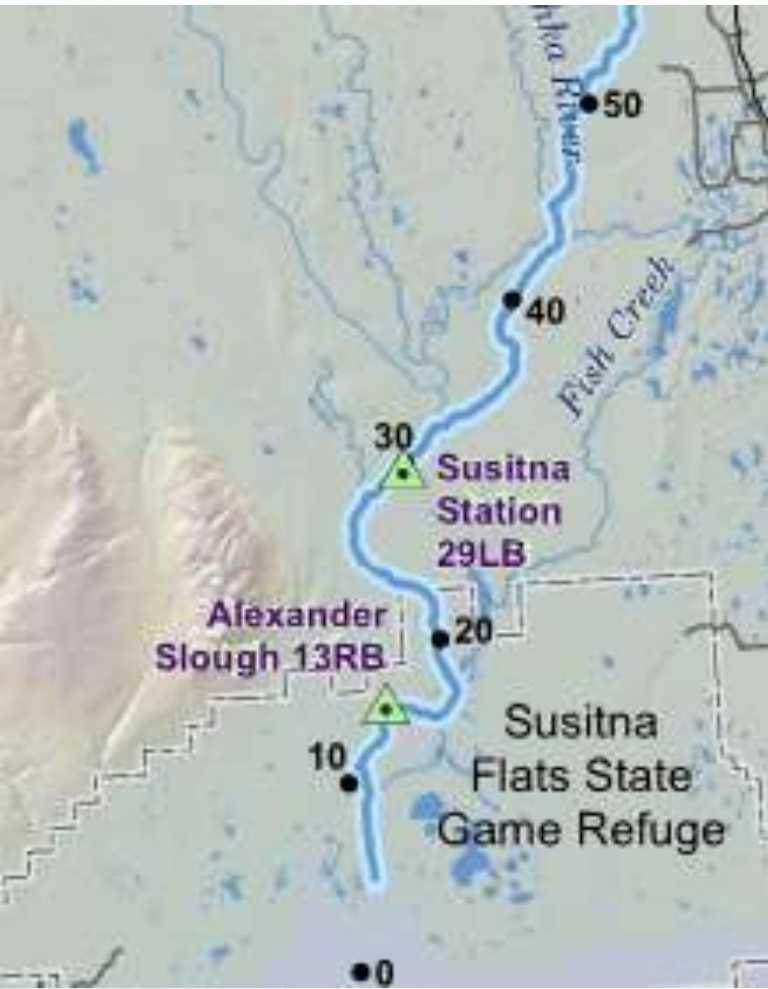 River
50
40
Fish Creek
30
Susitna
Station
29LB
Alexander
Slough 13RB
20
10
Susitna
Flats State
Game Refuge
0